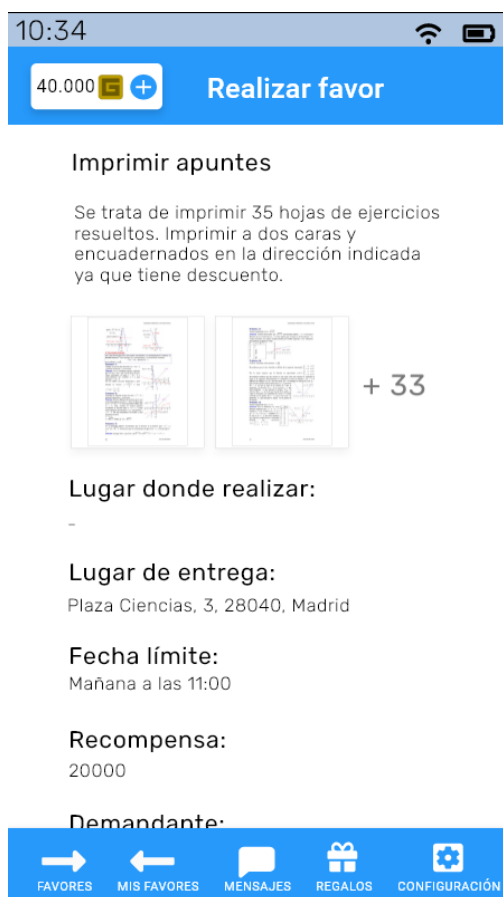 10:34
40.000 G +
Realizar favor
Imprimir apuntes
Se trata de imprimir 35 hojas de ejercicios
resueltos. Imprimir a dos caras y
encuadernados en la dirección indicada
ya que tiene descuento.
+ 33
Lugar donde realizar:
-
Lugar de entrega:
Plaza Ciencias, 3, 28040, Madrid
Fecha límite:
Mañana a las 11:00
Recompensa:
20000
Demandante:
FAVORES MIS FAVORES MENSAJES REGALOS CONFIGURACIÓN